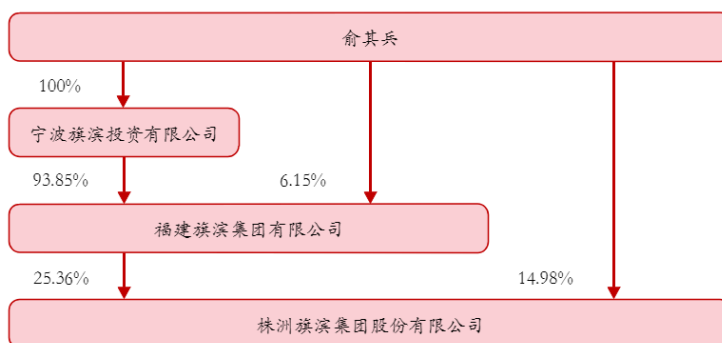 俞其兵
100%
宁波旗滨投资有限公司
93.85%
6.15%
福建旗滨集团有限公司
25.36%
14.98%
株洲旗滨集团股份有限公司